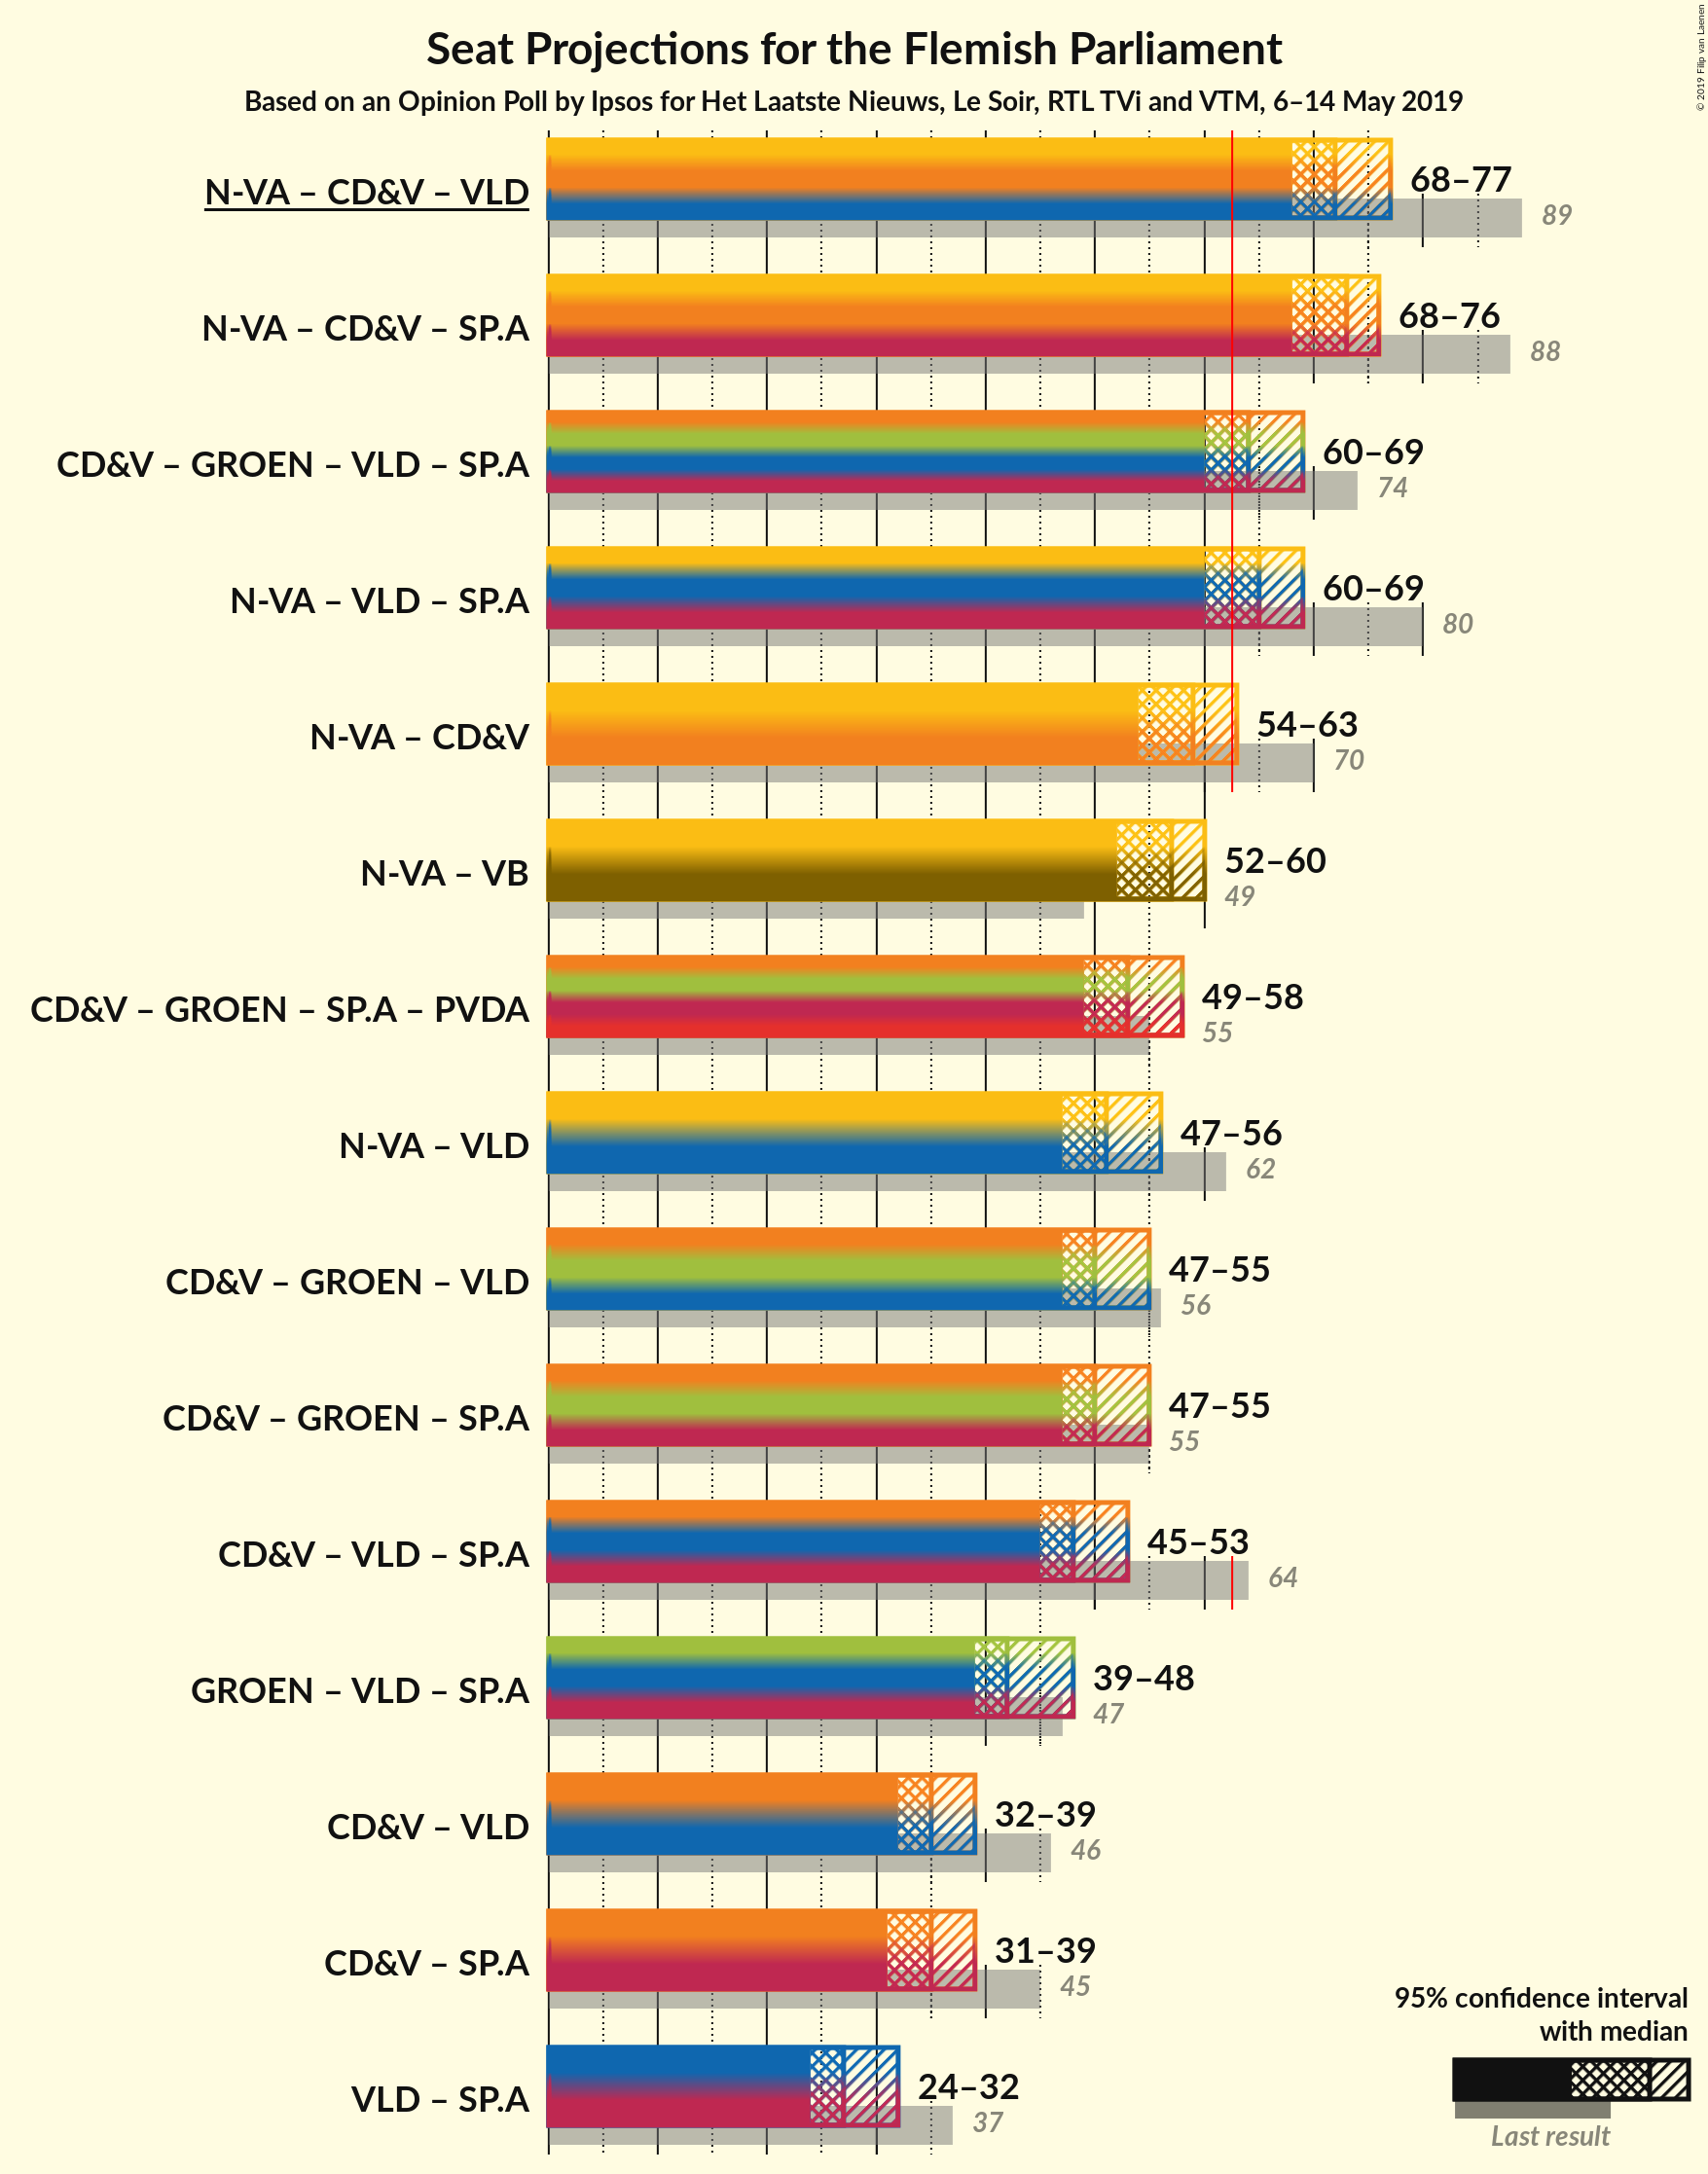 Seat Projections for the Flemish Parliament
Based on an Opinion Poll by Ipsos for Het Laatste Nieuws, Le Soir, RTL TVi and VTM, 6–14 May 2019
© 2019 Filip van Laenen
N-VA – CD&V – VLD
68–77
89
N-VA – CD&V – SP.A
68–76
88
CD&V – GROEN – VLD – SP.A
60–69
74
N-VA – VLD – SP.A
60–69
80
N-VA – CD&V
54–63
70
N-VA – VB
52–60
49
CD&V – GROEN – SP.A – PVDA
49–58
55
N-VA – VLD
47–56
62
CD&V – GROEN – VLD
47–55
56
CD&V – GROEN – SP.A
47–55
55
CD&V – VLD – SP.A
45–53
64
GROEN – VLD – SP.A
39–48
47
CD&V – VLD
32–39
46
CD&V – SP.A
31–39
45
VLD – SP.A
24–32
37
95% confidence interval
with median
Last result